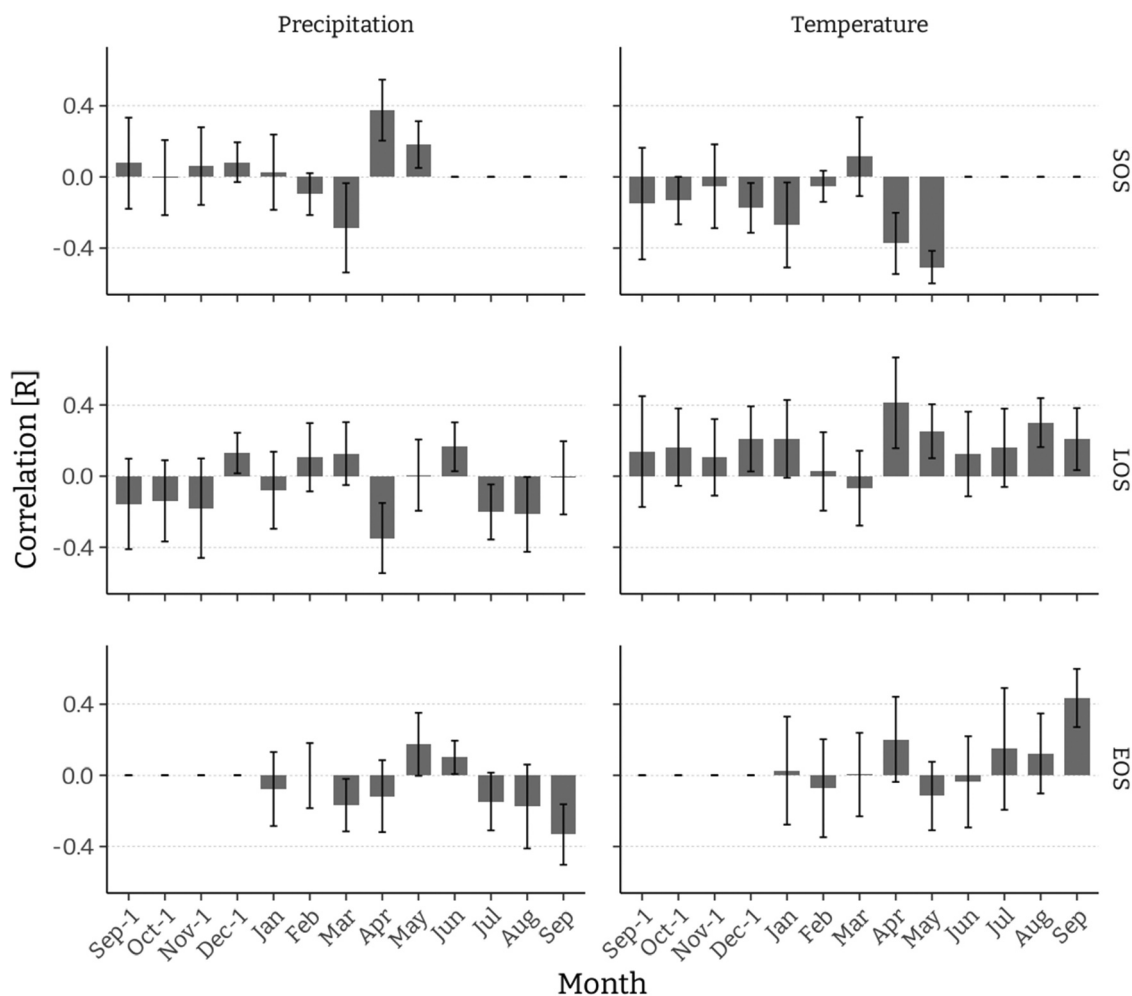 Precipitation
Temperature
0.4
0.0
-0.4
SOS
Correlation [R]
0.4
0.0
-0.4
LOS
0.4
0.0
-0.4
EOS
Sep-1 Oct-1 Nov-1 Dec-1 Jan Feb Mar Apr May Jun Jul Aug Sep
Sep-1 Oct-1 Nov-1 Dec-1 Jan Feb Mar Apr May Jun Jul Aug Sep
Month